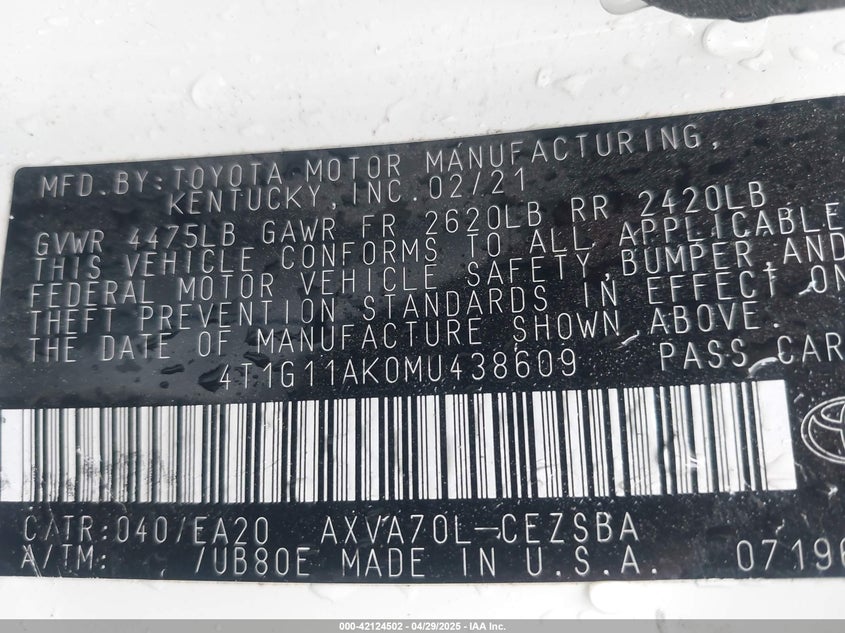 MFD. BY: TOYOTA MOTOR MANUFACTURING,
KENTUCKY, INC. 02/21
GVWR 4475LB GAWR FR 2620LB RR 2420LB
THIS VEHICLE CONFORMS TO ALL APPLICABLE
FEDERAL MOTOR VEHICLE SAFETY, BUMPER, AND
THEFT PREVENTION STANDARDS IN EFFECT ON
THE DATE OF MANUFACTURE SHOWN ABOVE.
4T1G11AK0MU438609 PASS CAR
C/TR: 040/EA20 AXVA70L-CEZSBA
A/TM: /UB80E MADE IN U.S.A. 0719
000-42124502 - 04/29/2025 - IAA Inc.